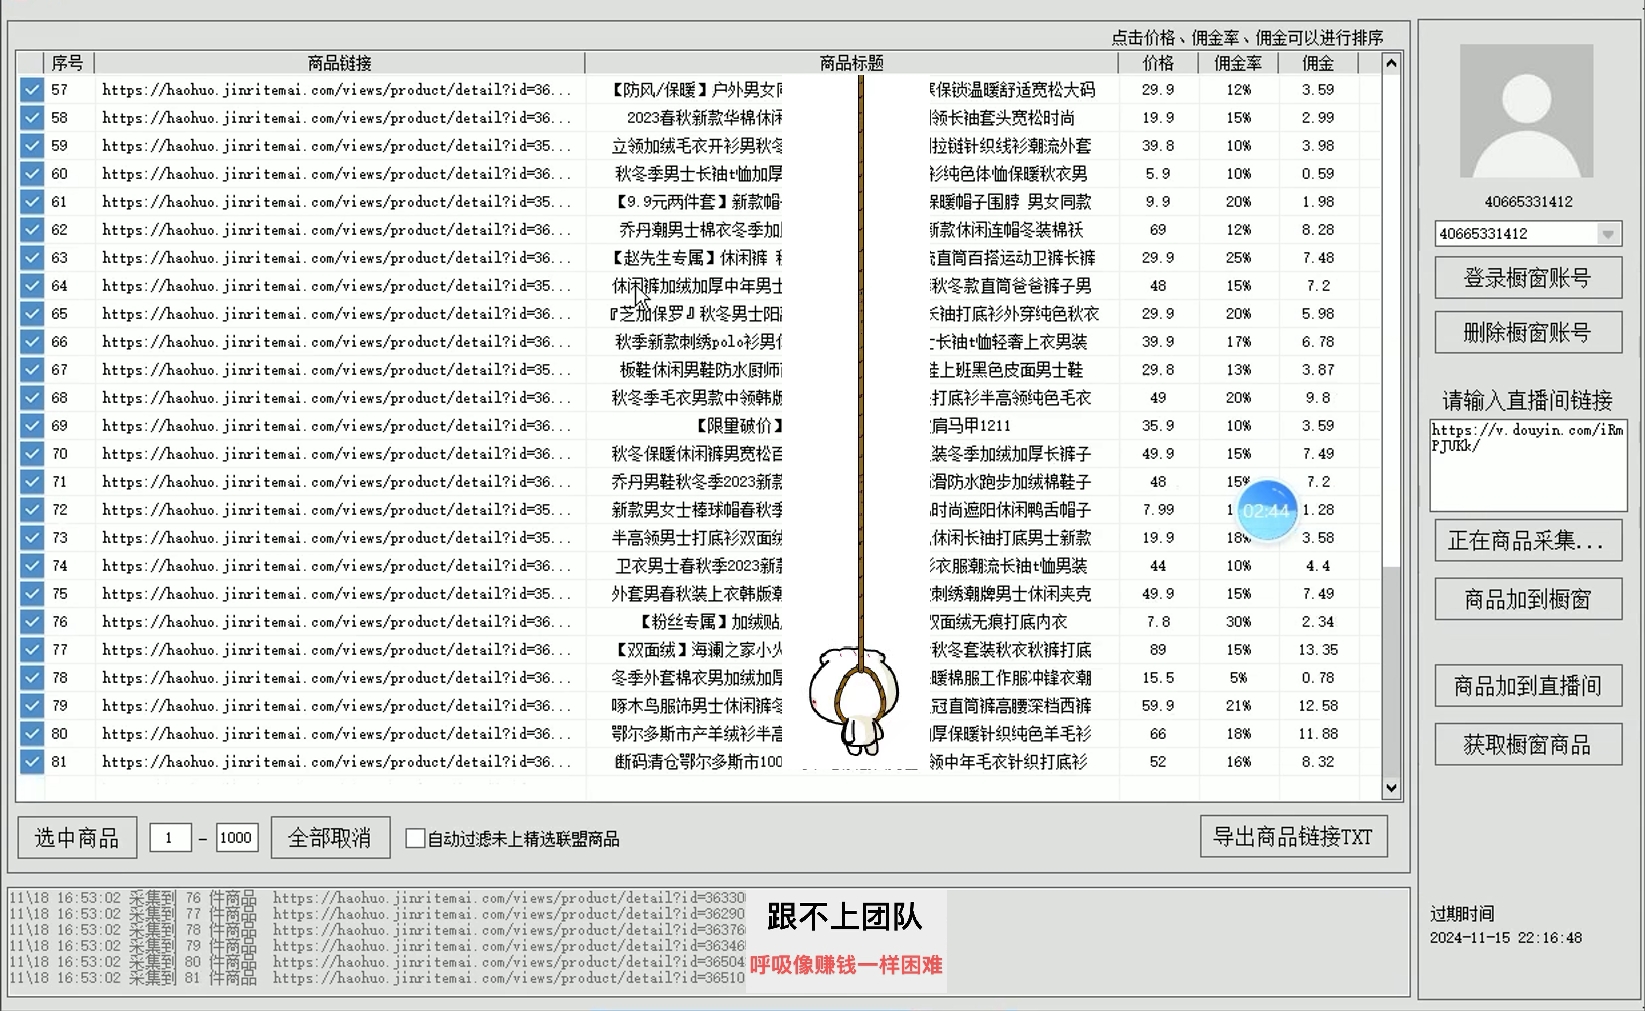 点击价格、佣金率、佣金可以进行排序
序号 商品链接 商品标题 价格 佣金率 佣金
57 https://haohuo.jinritemai.com/views/product/detail?id=36... 【防风/保暖】户外男女 保锁温暖舒适宽松大码 29.9 12% 3.59
58 https://haohuo.jinritemai.com/views/product/detail?id=36... 2023春秋新款华棉休闲 领长袖套头宽松时尚 19.9 15% 2.99
59 https://haohuo.jinritemai.com/views/product/detail?id=35... 立领加绒毛衣开衫男秋冬 拉链针织线衫潮流外套 39.8 10% 3.98
60 https://haohuo.jinritemai.com/views/product/detail?id=36... 秋冬季男士长袖t恤加厚 衫纯色体恤保暖秋衣男 5.9 10% 0.59
61 https://haohuo.jinritemai.com/views/product/detail?id=35... 【9.9元两件套】新款帽 保暖帽子围脖 男女同款 9.9 20% 1.98
62 https://haohuo.jinritemai.com/views/product/detail?id=36... 乔丹潮男士棉衣冬季加 新款休闲连帽冬装棉袄 69 12% 8.28
63 https://haohuo.jinritemai.com/views/product/detail?id=35... 【赵先生专属】休闲裤 直筒百搭运动卫裤长裤 29.9 25% 7.48
64 https://haohuo.jinritemai.com/views/product/detail?id=35... 休闲裤加绒加厚中年男士 秋冬款直筒爸爸裤子男 48 15% 7.2
65 https://haohuo.jinritemai.com/views/product/detail?id=36... 『芝加保罗』秋冬男士阳 长袖打底衫外穿纯色秋衣 29.9 20% 5.98
66 https://haohuo.jinritemai.com/views/product/detail?id=36... 秋季新款刺绣polo衫男 长袖t恤轻奢上衣男装 39.9 17% 6.78
67 https://haohuo.jinritemai.com/views/product/detail?id=35... 板鞋休闲男鞋防水厨师 鞋上班黑色皮面男士鞋 29.8 13% 3.87
68 https://haohuo.jinritemai.com/views/product/detail?id=36... 秋冬季毛衣男款中领韩版 打底衫半高领纯色毛衣 49 20% 9.8
69 https://haohuo.jinritemai.com/views/product/detail?id=36... 【限量破价】 肩马甲1211 35.9 10% 3.59
70 https://haohuo.jinritemai.com/views/product/detail?id=36... 秋冬保暖休闲裤男宽松百 装冬季加绒加厚长裤子 49.9 15% 7.49
71 https://haohuo.jinritemai.com/views/product/detail?id=36... 乔丹男鞋秋冬季2023新款 滑防水跑步加绒棉鞋子 48 15% 7.2
72 https://haohuo.jinritemai.com/views/product/detail?id=36... 新款男女士棒球帽春秋季 时尚遮阳休闲鸭舌帽子 7.99 1 1.28
73 https://haohuo.jinritemai.com/views/product/detail?id=35... 半高领男士打底衫双面绒 休闲长袖打底男士新款 19.9 18% 3.58
74 https://haohuo.jinritemai.com/views/product/detail?id=36... 卫衣男士春秋季2023新款 衣服潮流长袖t恤男装 44 10% 4.4
75 https://haohuo.jinritemai.com/views/product/detail?id=35... 外套男春秋装上衣韩版潮 刺绣潮牌男士休闲夹克 49.9 15% 7.49
76 https://haohuo.jinritemai.com/views/product/detail?id=36... 【粉丝专属】加绒贴 双面绒无痕打底内衣 7.8 30% 2.34
77 https://haohuo.jinritemai.com/views/product/detail?id=36... 【双面绒】海澜之家小 秋冬套装秋衣秋裤打底 89 15% 13.35
78 https://haohuo.jinritemai.com/views/product/detail?id=36... 冬季外套棉衣男加绒加厚 暖棉服工作服冲锋衣潮 15.5 5% 0.78
79 https://haohuo.jinritemai.com/views/product/detail?id=36... 啄木鸟服饰男士休闲裤冬 冠直筒裤高腰深档西裤 59.9 21% 12.58
80 https://haohuo.jinritemai.com/views/product/detail?id=36... 鄂尔多斯市产羊绒衫半高 厚保暖针织纯色羊毛衫 66 18% 11.88
81 https://haohuo.jinritemai.com/views/product/detail?id=36... 断码清仓鄂尔多斯市100 领中年毛衣针织打底衫 52 16% 8.32
02:44
选中商品 1 - 1000 全部取消 自动过滤未上精选联盟商品 导出商品链接TXT
11\18 16:53:02 采集到 76 件商品 https://haohuo.jinritemai.com/views/product/detail?id=36330
11\18 16:53:02 采集到 77 件商品 https://haohuo.jinritemai.com/views/product/detail?id=36290
11\18 16:53:02 采集到 78 件商品 https://haohuo.jinritemai.com/views/product/detail?id=36376
11\18 16:53:02 采集到 79 件商品 https://haohuo.jinritemai.com/views/product/detail?id=36346
11\18 16:53:02 采集到 80 件商品 https://haohuo.jinritemai.com/views/product/detail?id=36504
11\18 16:53:02 采集到 81 件商品 https://haohuo.jinritemai.com/views/product/detail?id=36510
跟不上团队
呼吸像赚钱一样困难
40665331412
40665331412
登录橱窗账号
删除橱窗账号
请输入直播间链接
https://v.douyin.com/iRm
PJUKk/
正在商品采集...
商品加到橱窗
商品加到直播间
获取橱窗商品
过期时间
2024-11-15 22:16:48